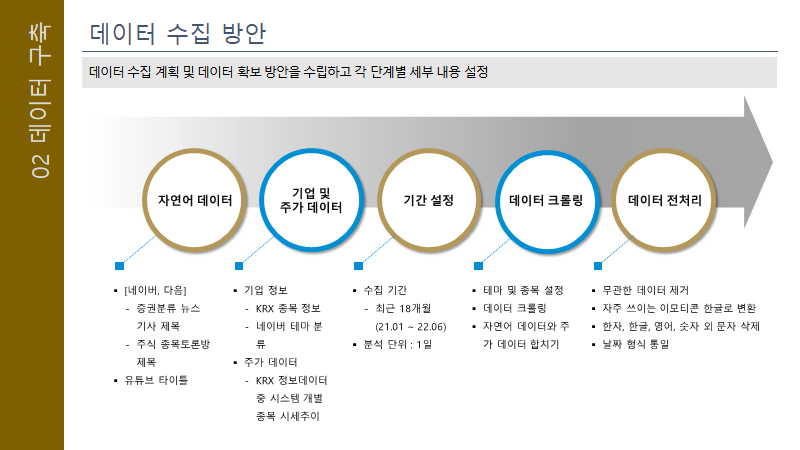 02 데이터 구축
데이터 수집 방안
데이터 수집 계획 및 데이터 확보 방안을 수립하고 각 단계별 세부 내용 설정
자연어 데이터
기업 및
주가 데이터
기간 설정
데이터 크롤링
데이터 전처리
▪ [네이버, 다음]
- 증권분류 뉴스
기사 제목
- 주식 종목토론방
제목
▪ 유튜브 타이틀
▪ 기업 정보
- KRX 종목 정보
- 네이버 테마 분
류
▪ 주가 데이터
- KRX 정보데이터
중 시스템 개별
종목 시세추이
▪ 수집 기간
- 최근 18개월
(21.01 ~ 22.06)
▪ 분석 단위 : 1일
▪ 테마 및 종목 설정
▪ 데이터 크롤링
▪ 자연어 데이터와 주
가 데이터 합치기
▪ 무관한 데이터 제거
▪ 자주 쓰이는 이모티콘 한글로 변환
▪ 한자, 한글, 영어, 숫자 외 문자 삭제
▪ 날짜 형식 통일